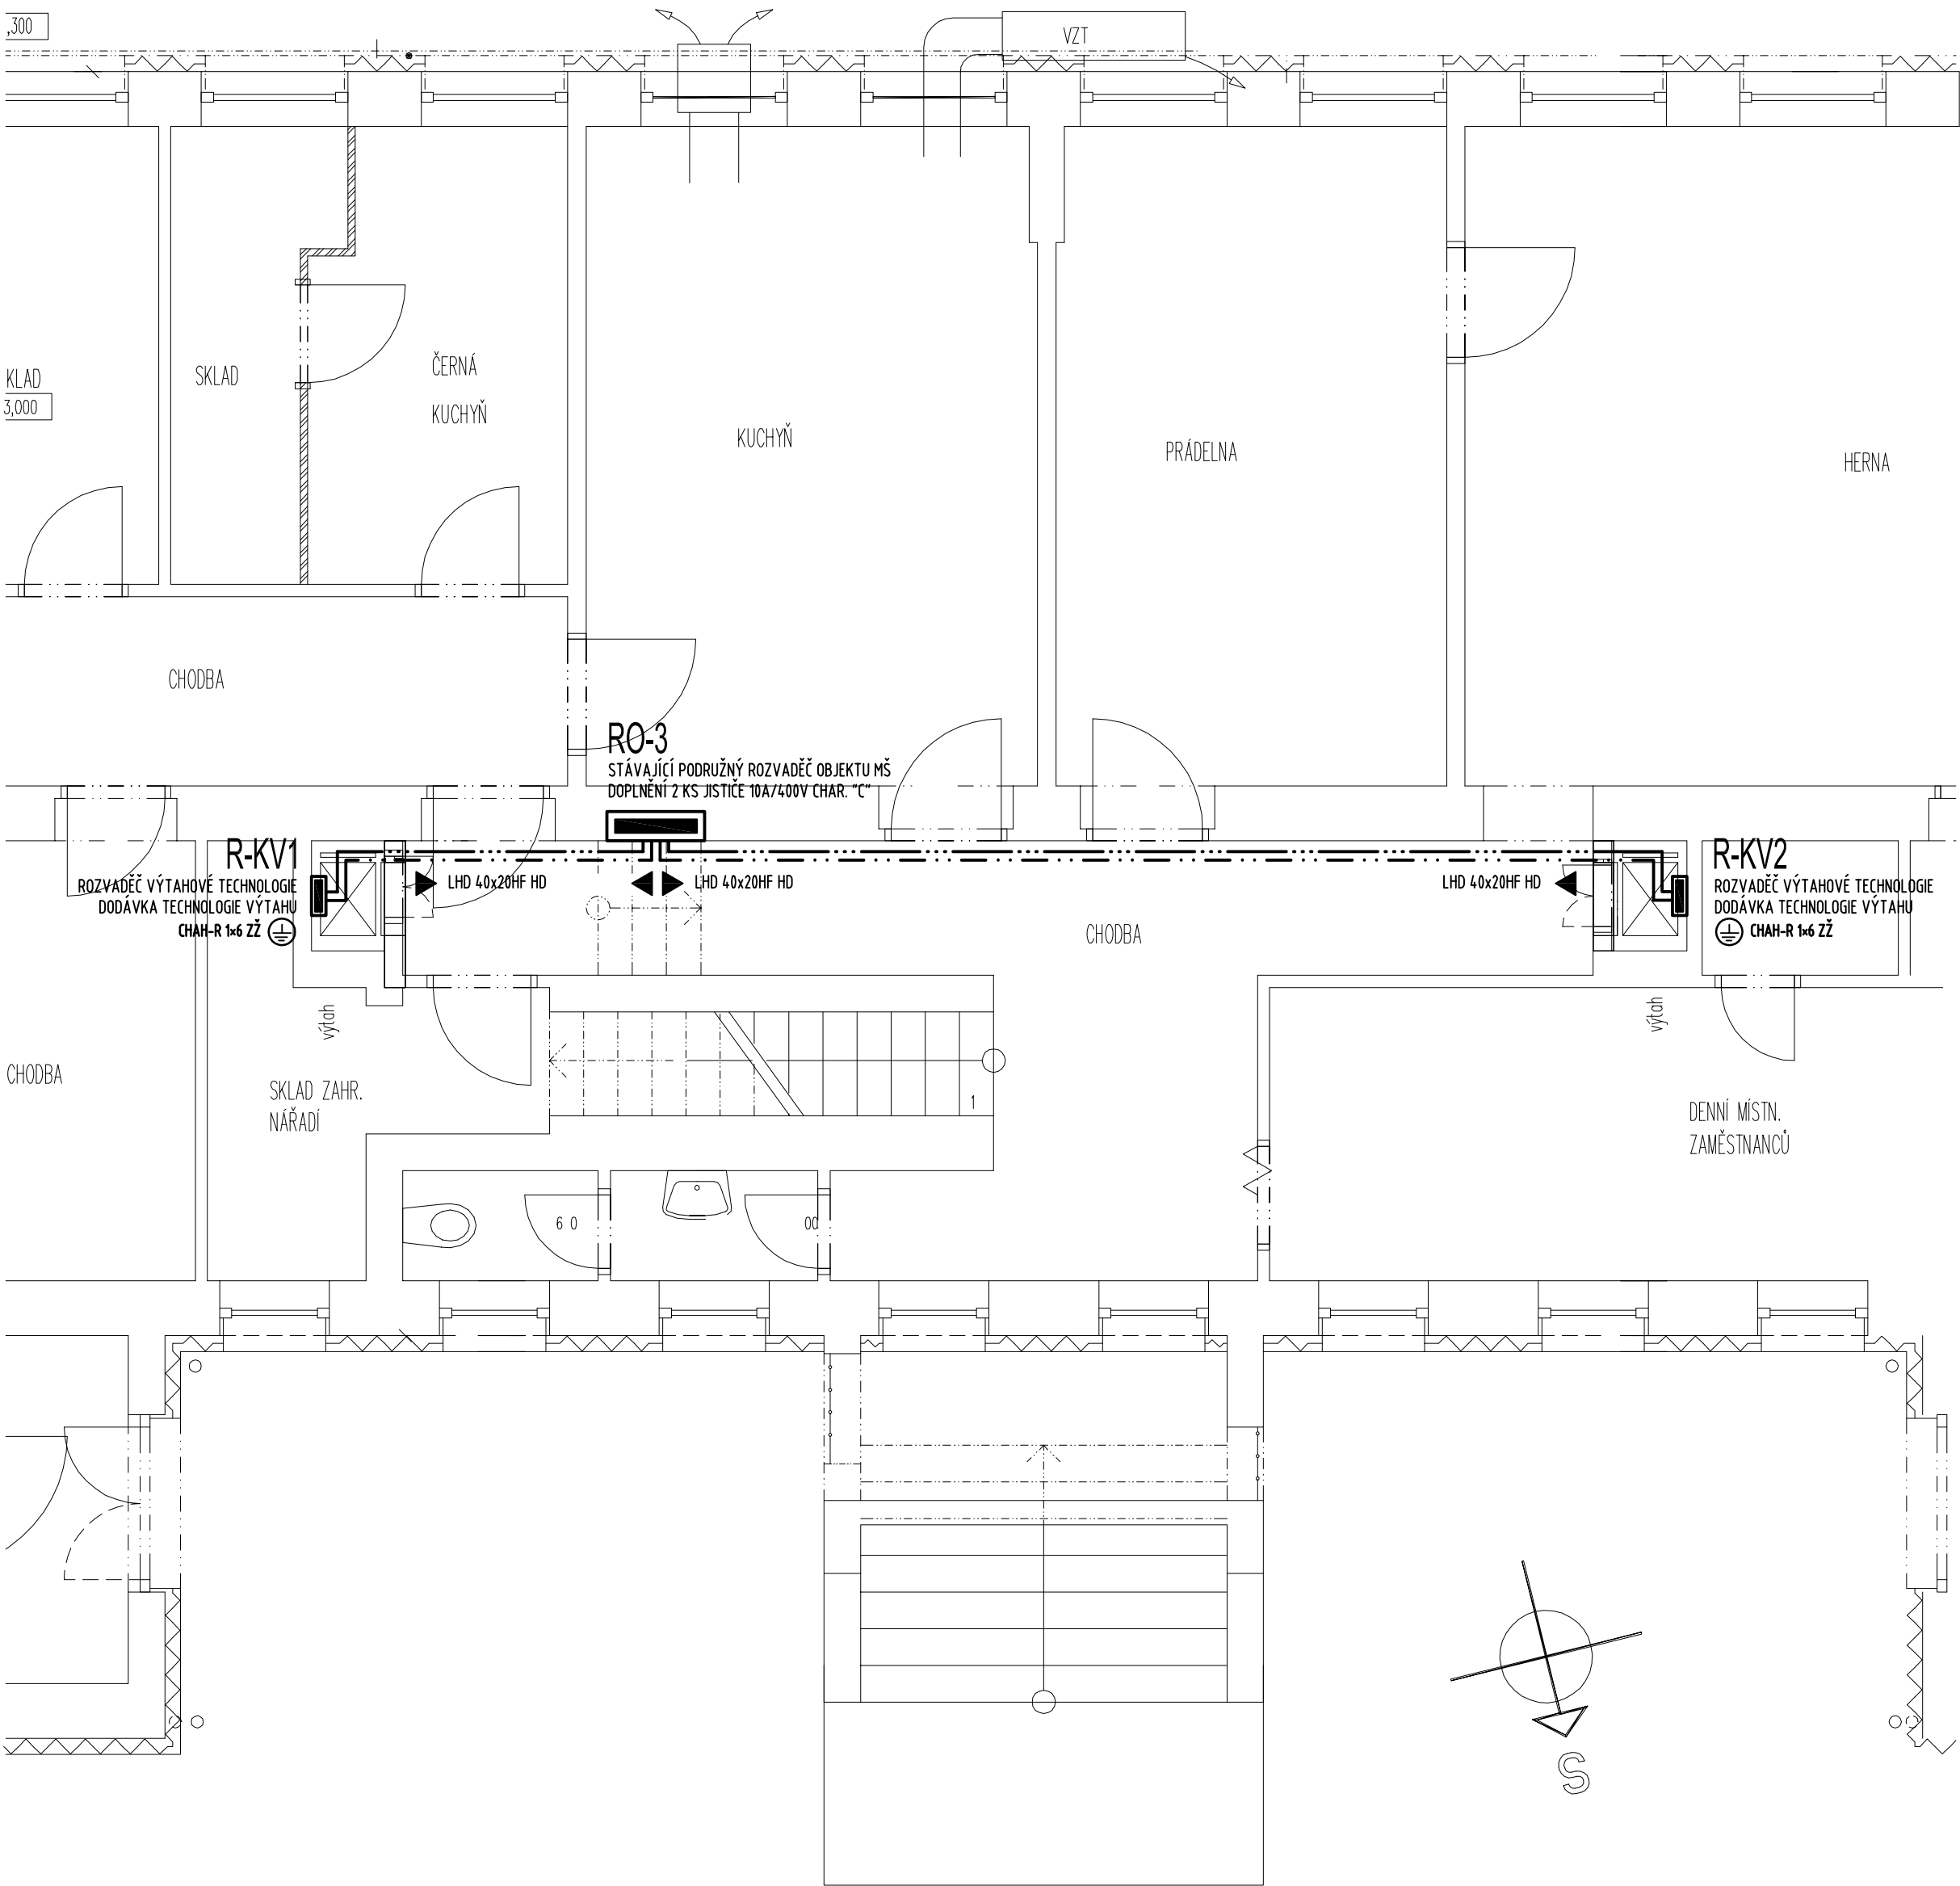 ,300
VZT
KLAD
3,000
SKLAD
ČERNÁ
KUCHYŇ
KUCHYŇ
PRÁDELNA
HERNA
CHODBA
RO-3
STÁVAJÍCÍ PODRUŽNÝ ROZVADĚČ OBJEKTU MŠ
DOPLNĚNÍ 2 KS JISTIČE 10A/400V CHAR. "C"
R-KV1
ROZVADĚČ VÝTAHOVÉ TECHNOLOGIE
DODÁVKA TECHNOLOGIE VÝTAHU
CHAH-R 1x6 ZŽ
LHD 40x20HF HD
LHD 40x20HF HD
LHD 40x20HF HD
R-KV2
ROZVADĚČ VÝTAHOVÉ TECHNOLOGIE
DODÁVKA TECHNOLOGIE VÝTAHU
CHAH-R 1x6 ZŽ
CHODBA
výtah
výtah
CHODBA
SKLAD ZAHR.
NÁŘADÍ
1
DENNÍ MÍSTN.
ZAMĚSTNANCŮ
6 0
00
S